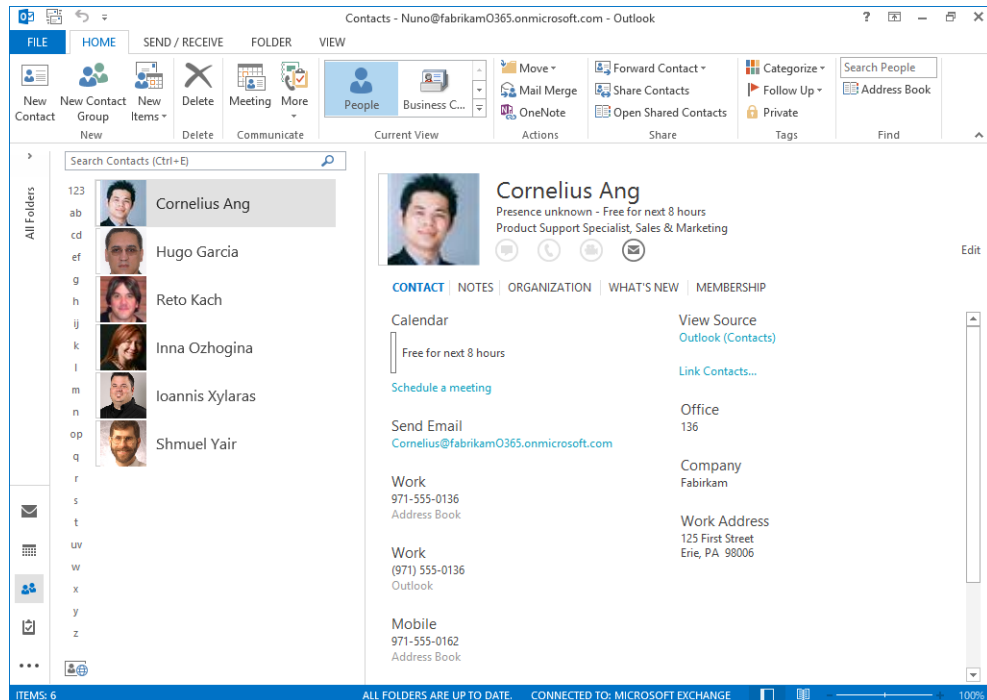 Contacts - Nuno@fabrikamO365.onmicrosoft.com - Outlook
FILE HOME SEND / RECEIVE FOLDER VIEW
New Contact
New Contact Group
New Items
New
Delete
Delete
Meeting
More
Communicate
People
Business C...
Current View
Move
Mail Merge
OneNote
Actions
Forward Contact
Share Contacts
Open Shared Contacts
Share
Categorize
Follow Up
Private
Tags
Search People
Address Book
Find
All Folders
Search Contacts (Ctrl+E)
123
ab
cd
ef
g
h
ij
k
l
m
n
op
q
r
s
t
uv
w
x
y
z
Cornelius Ang
Hugo Garcia
Reto Kach
Inna Ozhogina
Ioannis Xylaras
Shmuel Yair
Cornelius Ang
Presence unknown - Free for next 8 hours
Product Support Specialist, Sales & Marketing
Edit
CONTACT NOTES ORGANIZATION WHAT'S NEW MEMBERSHIP
Calendar
Free for next 8 hours
Schedule a meeting
Send Email
Cornelius@fabrikamO365.onmicrosoft.com
Work
971-555-0136
Address Book
Work
(971) 555-0136
Outlook
Mobile
971-555-0162
Address Book
View Source
Outlook (Contacts)
Link Contacts...
Office
136
Company
Fabirkam
Work Address
125 First Street
Erie, PA 98006
ITEMS: 6
ALL FOLDERS ARE UP TO DATE. CONNECTED TO: MICROSOFT EXCHANGE
100%